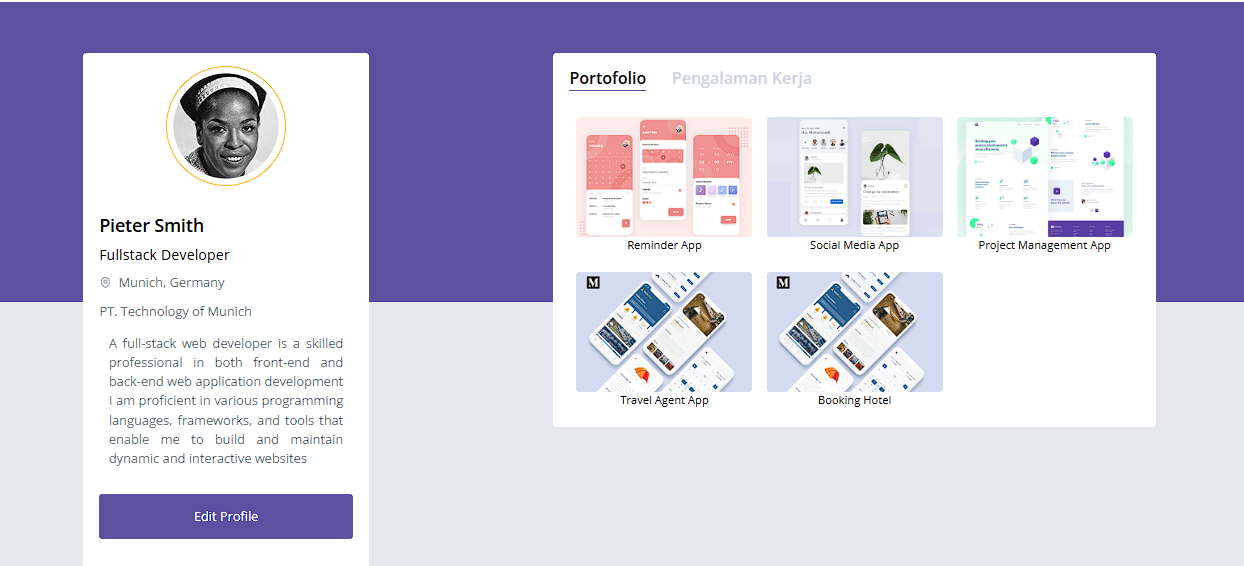 Pieter Smith
Fullstack Developer
Munich, Germany
PT. Technology of Munich
A full-stack web developer is a skilled
professional in both front-end and
back-end web application development
I am proficient in various programming
languages, frameworks, and tools that
enable me to build and maintain
dynamic and interactive websites
Edit Profile
Portofolio
Pengalaman Kerja
Reminder App
Social Media App
Project Management App
M
Travel Agent App
M
Booking Hotel